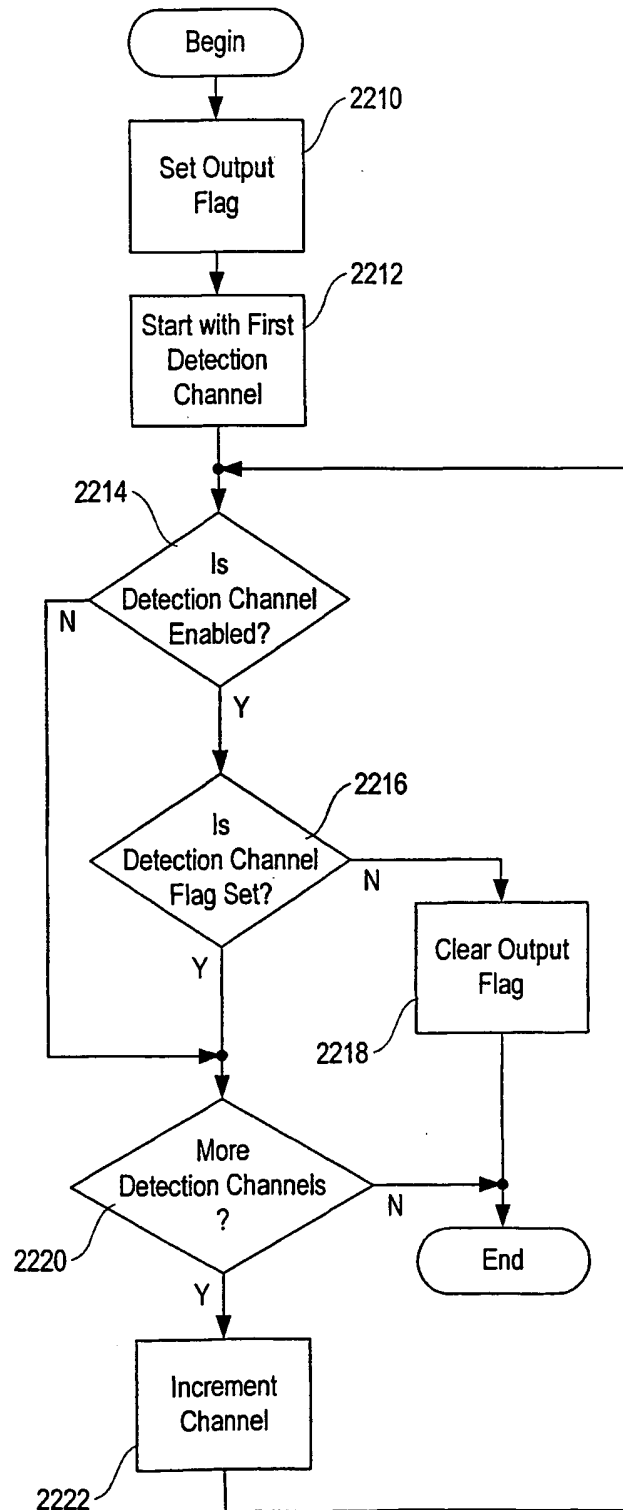 Begin
2210
Set Output
Flag
2212
Start with First
Detection
Channel
2214
Is
Detection Channel
Enabled?
N
Y
2216
Is
Detection Channel
Flag Set?
N
Y
Clear Output
Flag
2218
More
Detection Channels
?
N
2220
End
Y
Increment
Channel
2222